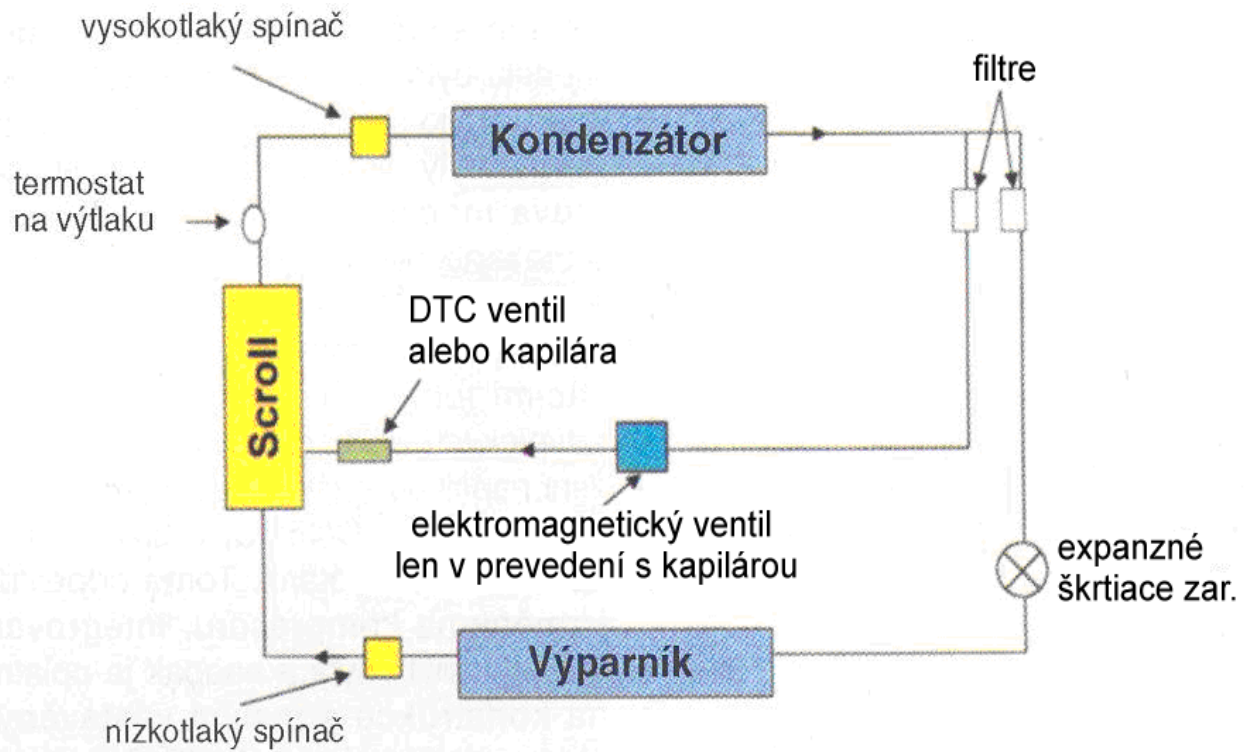 vysokotlaký spínač
filtre
Kondenzátor
termostat
na výtlaku
DTC ventil
alebo kapilára
Scroll
elektromagnetický ventil
len v prevedení s kapilárou
expanzné
škrtiace zar.
Výparník
nízkotlaký spínač